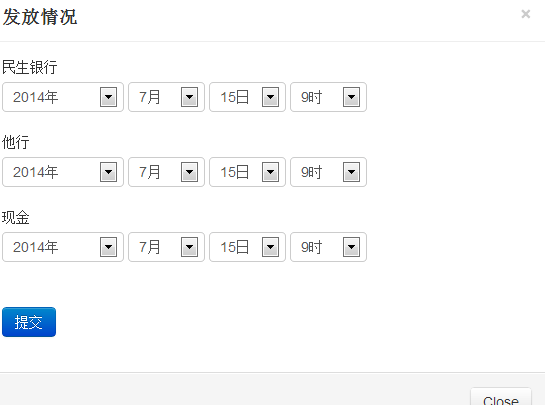 发放情况 ×
民生银行
2014年 7月 15日 9时
他行
2014年 7月 15日 9时
现金
2014年 7月 15日 9时
提交
Close